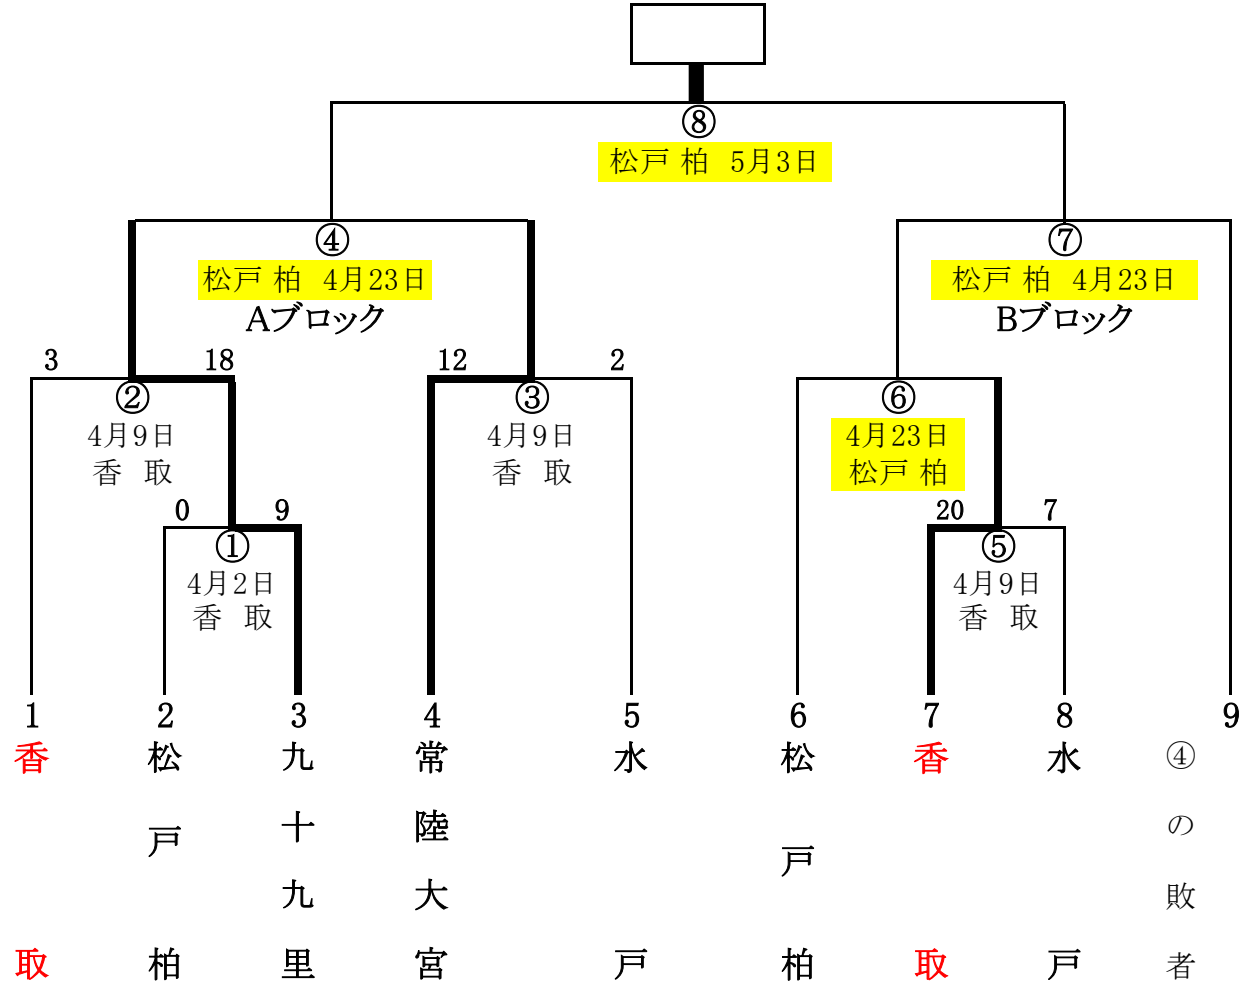 ⑧
松戸 柏 5月3日
④
松戸 柏 4月23日
Aブロック
⑦
松戸 柏 4月23日
Bブロック
3 18
②
4月9日
香 取
12 2
③
4月9日
香 取
⑥
4月23日
松戸 柏
0 9
①
4月2日
香 取
20 7
⑤
4月9日
香 取
1 2 3 4 5 6 7 8 9
香取
松戸柏
九十九里
常陸大宮
水戸
松戸柏
香取
水戸
④の敗者